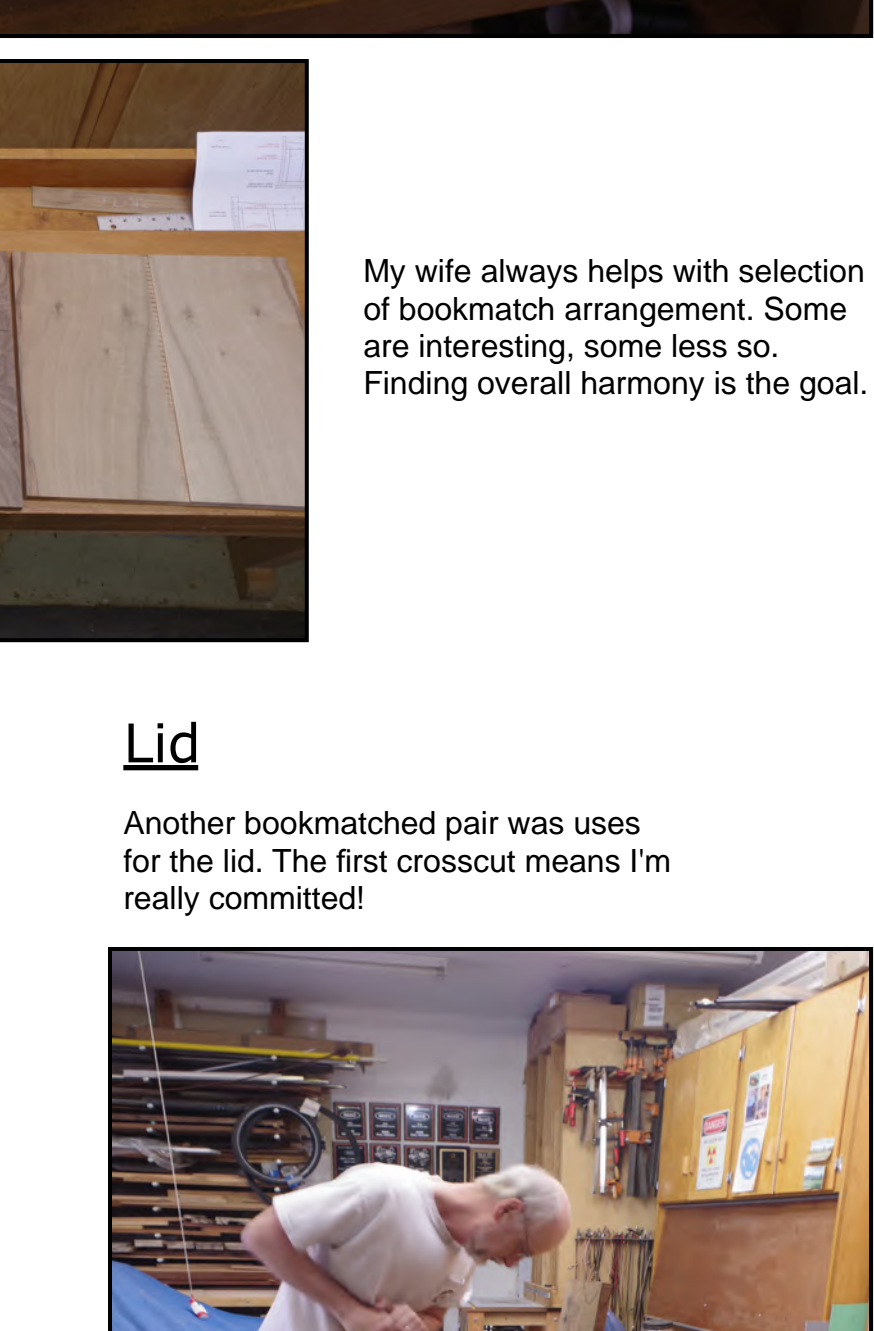 My wife always helps with selection
of bookmatch arrangement. Some
are interesting, some less so.
Finding overall harmony is the goal.
Lid
Another bookmatched pair was uses
for the lid. The first crosscut means I'm
really committed!
DANGER